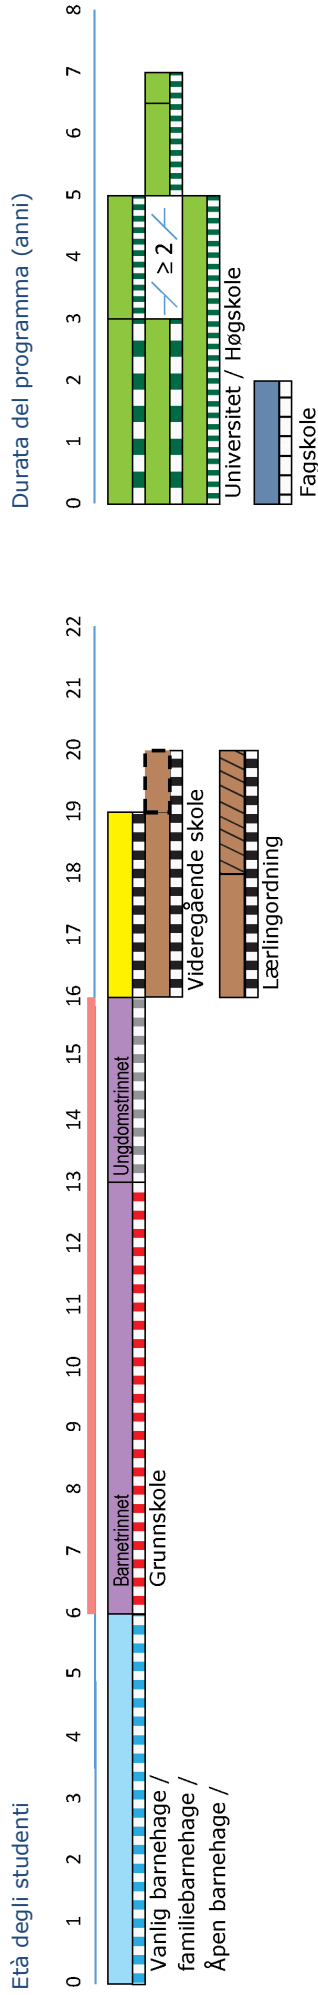 Età degli studenti
Durata del programma (anni)
0 1 2 3 4 5 6 7 8 9 10 11 12 13 14 15 16 17 18 19 20 21 22
0 1 2 3 4 5 6 7 8
Barnetrinnet
Ungdomstrinnet
≥ 2
Vanlig barnehage /
familiebarnehage /
Åpen barnehage /
Grunnskole
Videregående skole
Lærlingordning
Universitet / Høgskole
Fagskole